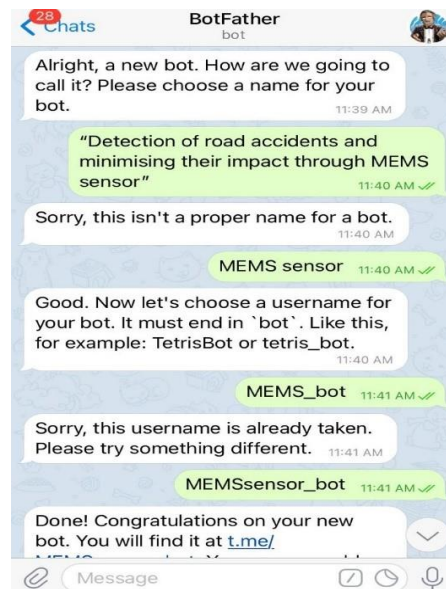 28
Chats
BotFather
bot
Alright, a new bot. How are we going to
call it? Please choose a name for your
bot.
11:39 AM
“Detection of road accidents and
minimising their impact through MEMS
sensor”
11:40 AM
Sorry, this isn't a proper name for a bot.
11:40 AM
MEMS sensor 11:40 AM
Good. Now let's choose a username for
your bot. It must end in `bot`. Like this,
for example: TetrisBot or tetris_bot.
11:40 AM
MEMS_bot 11:41 AM
Sorry, this username is already taken.
Please try something different. 11:41 AM
MEMSsensor_bot 11:41 AM
Done! Congratulations on your new
bot. You will find it at t.me/
Message